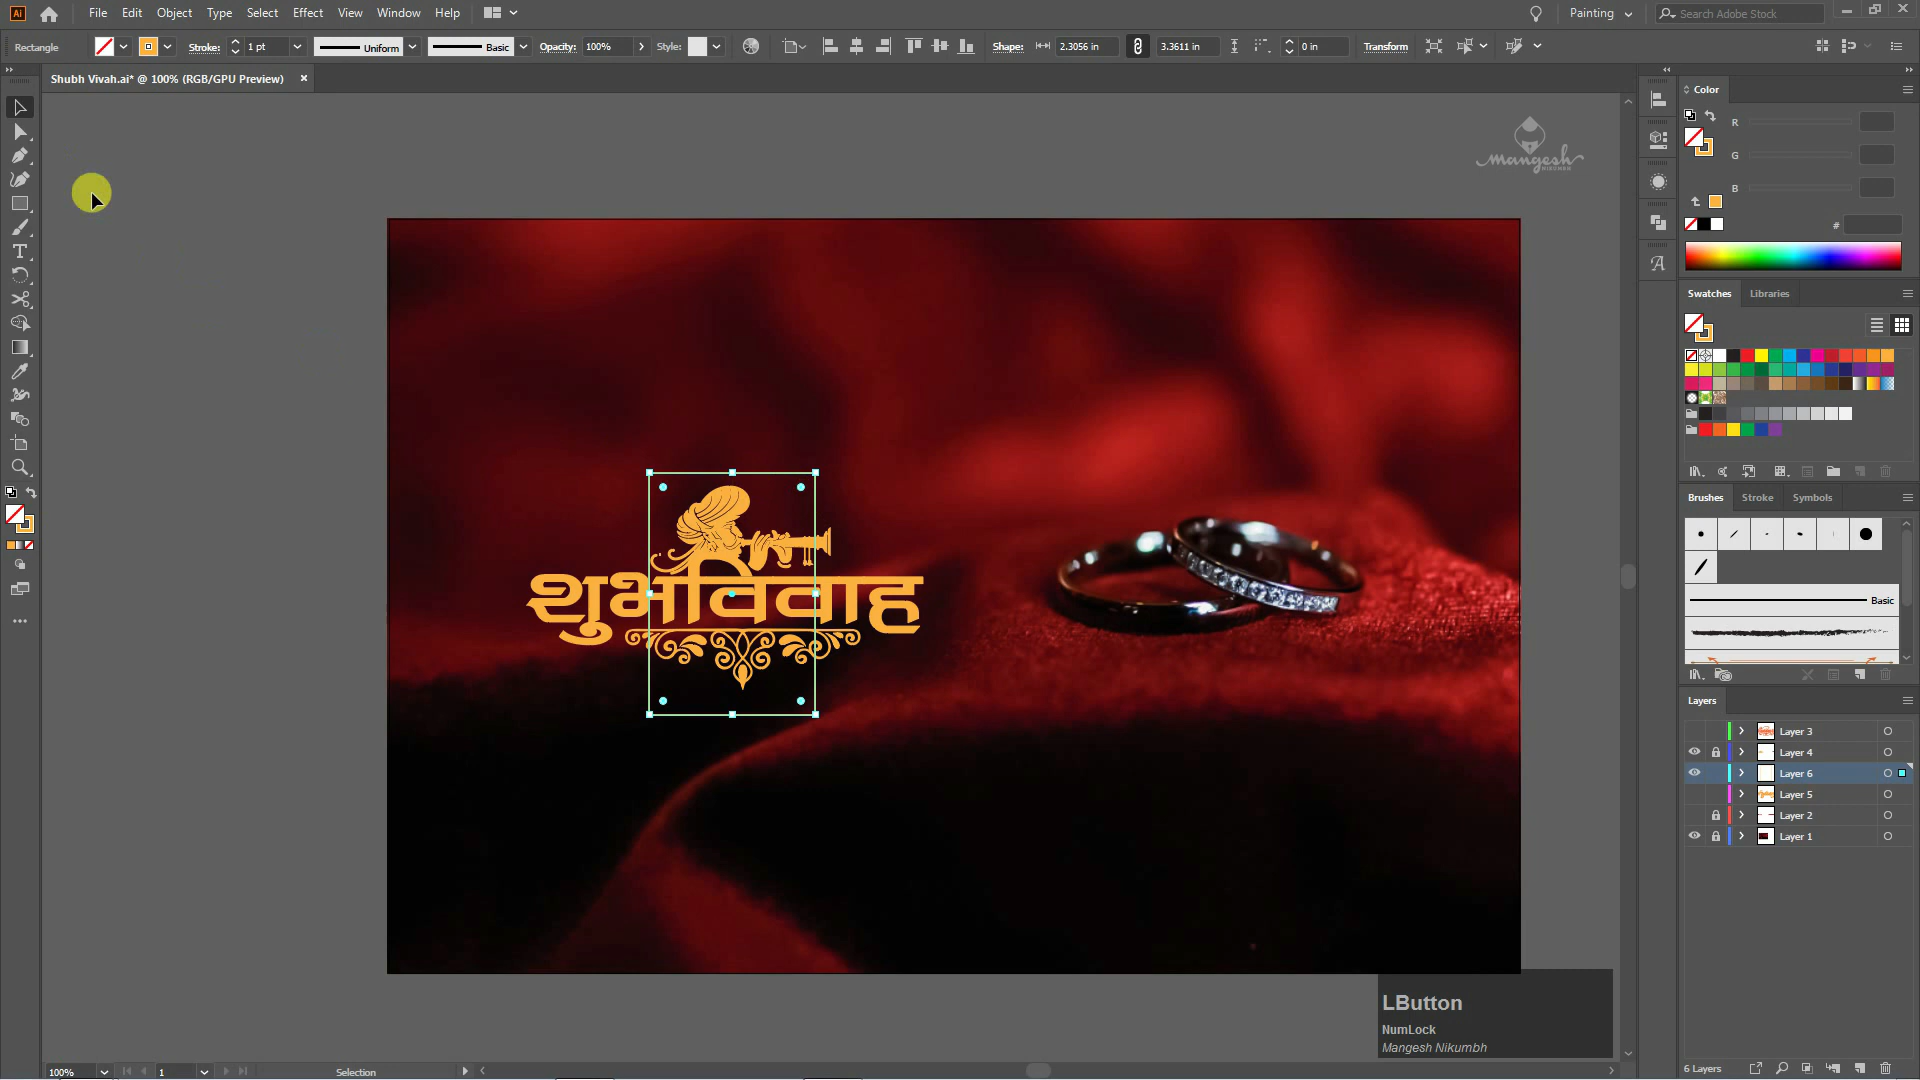 File Edit Object Type Select Effect View Window Help
Painting
Search Adobe Stock
Rectangle Stroke: 1 pt Uniform Basic Opacity: 100% Style: Shape: 2.3056 in 3.3611 in 0 in Transform
Shubh Vivah.ai* @ 100% (RGB/GPU Preview)
mangesh
NIKUMBH
Color
R
G
B
#
Swatches Libraries
शुभविवाह
Brushes Stroke Symbols
Basic
Layers
Layer 3
Layer 4
Layer 6
Layer 5
Layer 2
Layer 1
LButton
NumLock
Mangesh Nikumbh
100% 1 Selection
6 Layers